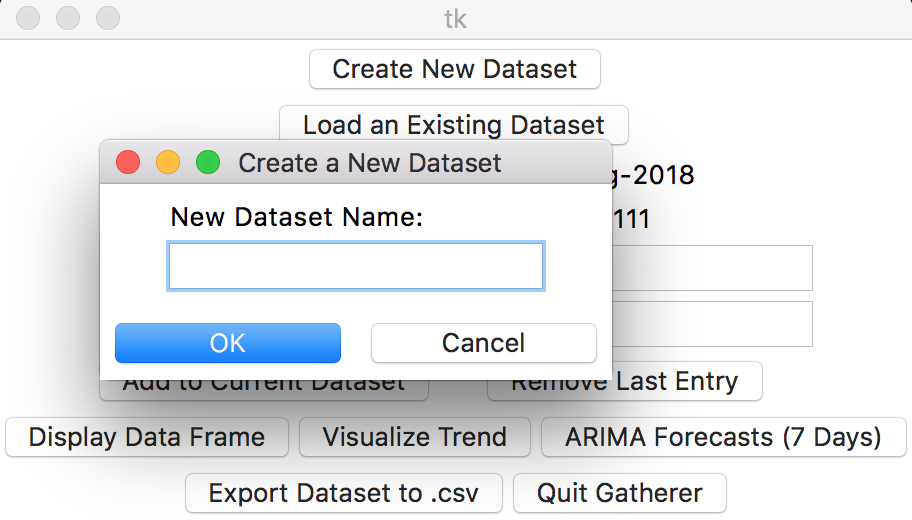 tk
Create New Dataset
Load an Existing Dataset
Create a New Dataset
-2018
New Dataset Name:
111
OK
Cancel
Add to Current Dataset
Remove Last Entry
Display Data Frame
Visualize Trend
ARIMA Forecasts (7 Days)
Export Dataset to .csv
Quit Gatherer